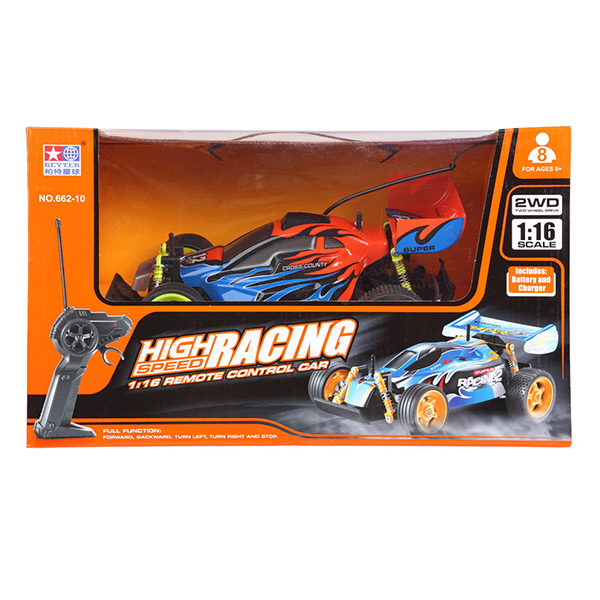 BEYTER
柏特星球
NO.662-10
8
FOR AGES 8+
2WD
TWO WHEEL DRIVE
1:16
SCALE
Includes:
Battery and
Charger
SUPER
CROSS-COUNTY
HIGH
SPEED
RACING
1:16 REMOTE CONTROL CAR
SUPER
RACING
FULL FUNCTION:
FORWARD, BACKWARD, TURN LEFT, TURN RIGHT AND STOP.